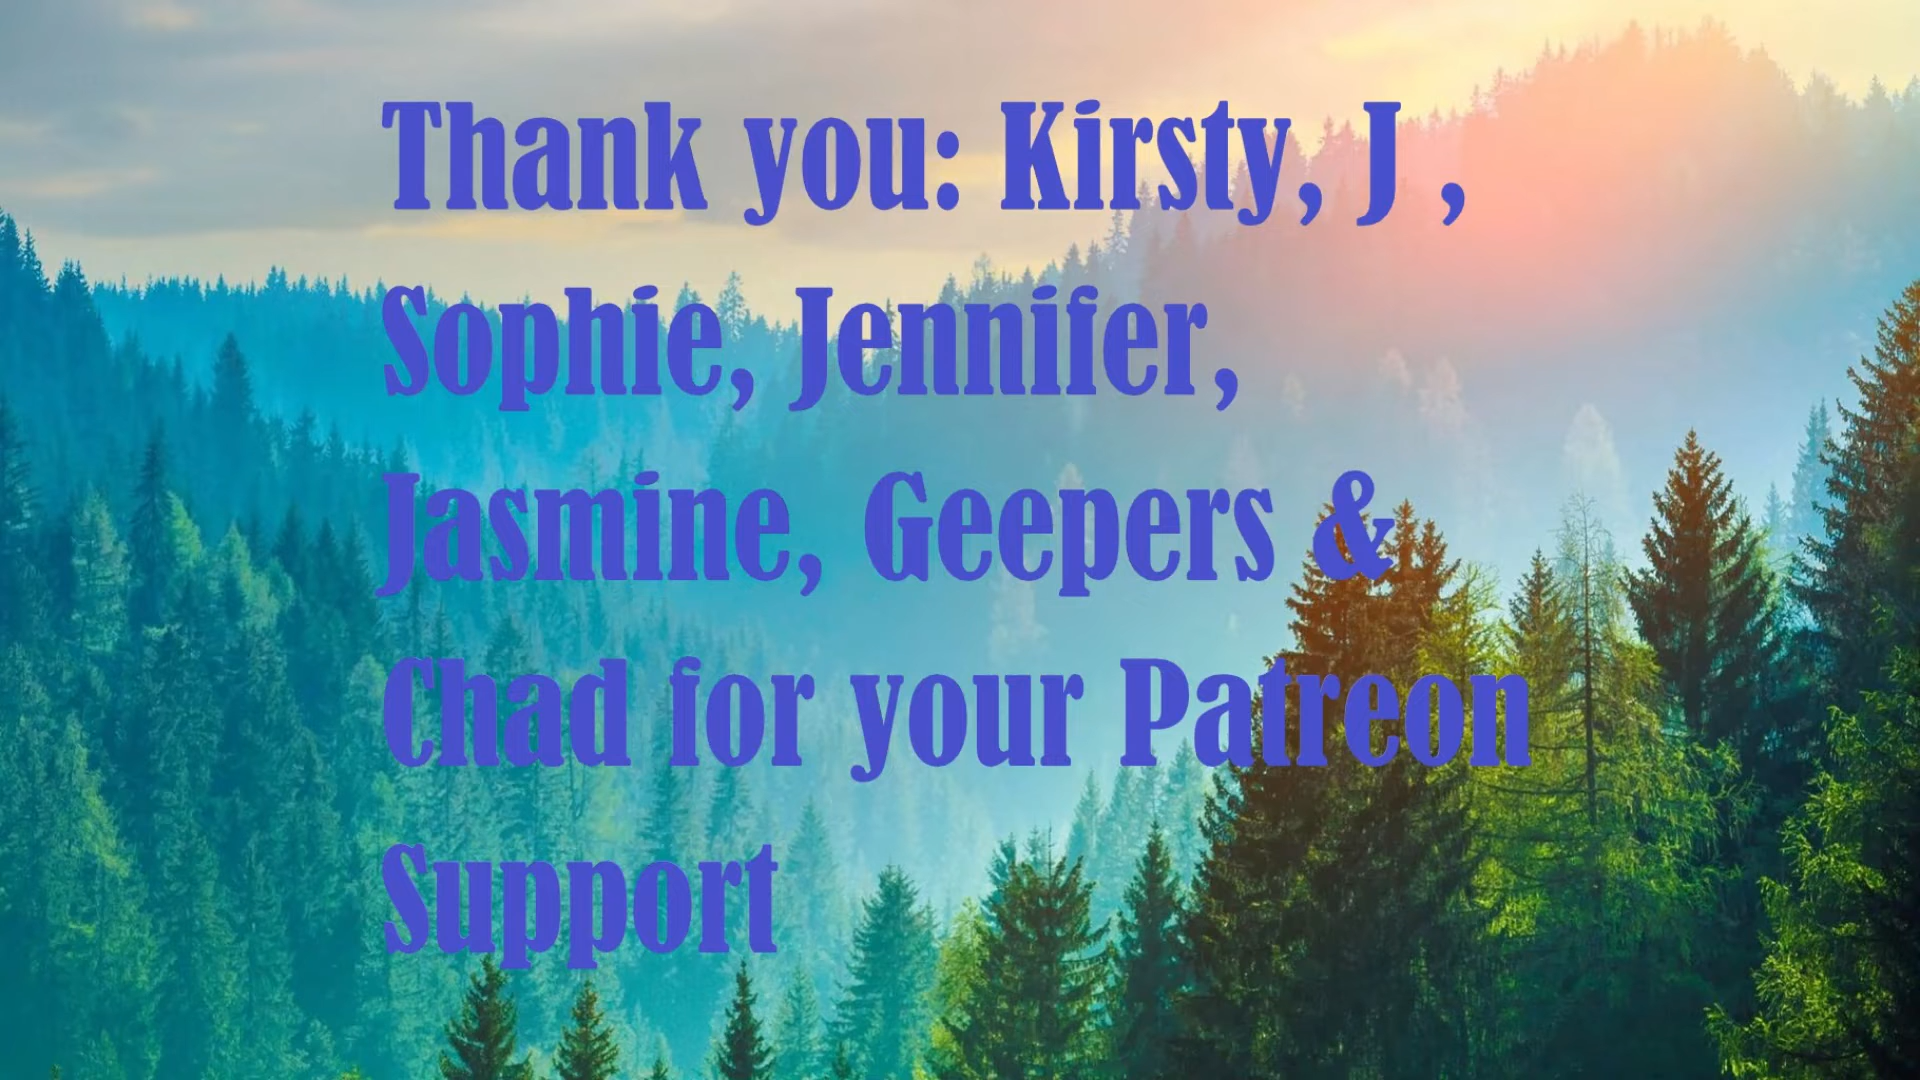 Thank you: Kirsty, J ,
Sophie, Jennifer,
Jasmine, Geepers &
Chad for your Patreon
Support